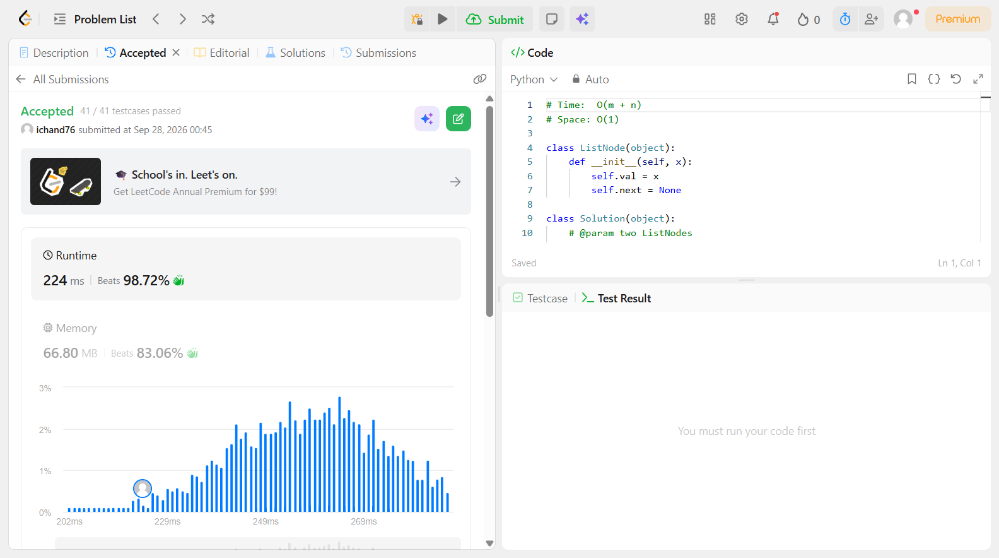 Problem List
Submit
0
Premium
Description
Accepted
Editorial
Solutions
Submissions
All Submissions
Accepted 41 / 41 testcases passed
ichand76 submitted at Sep 28, 2026 00:45
🎓 School's in. Leet's on.
Get LeetCode Annual Premium for $99!
Runtime
224 ms Beats 98.72%
Memory
66.80 MB Beats 83.06%
3%
2%
1%
0%
202ms 229ms 249ms 269ms
</> Code
Python Auto
1 # Time:  O(m + n)
2 # Space: O(1)
3
4 class ListNode(object):
5     def __init__(self, x):
6         self.val = x
7         self.next = None
8
9 class Solution(object):
10     # @param two ListNodes
Saved Ln 1, Col 1
Testcase
Test Result
You must run your code first